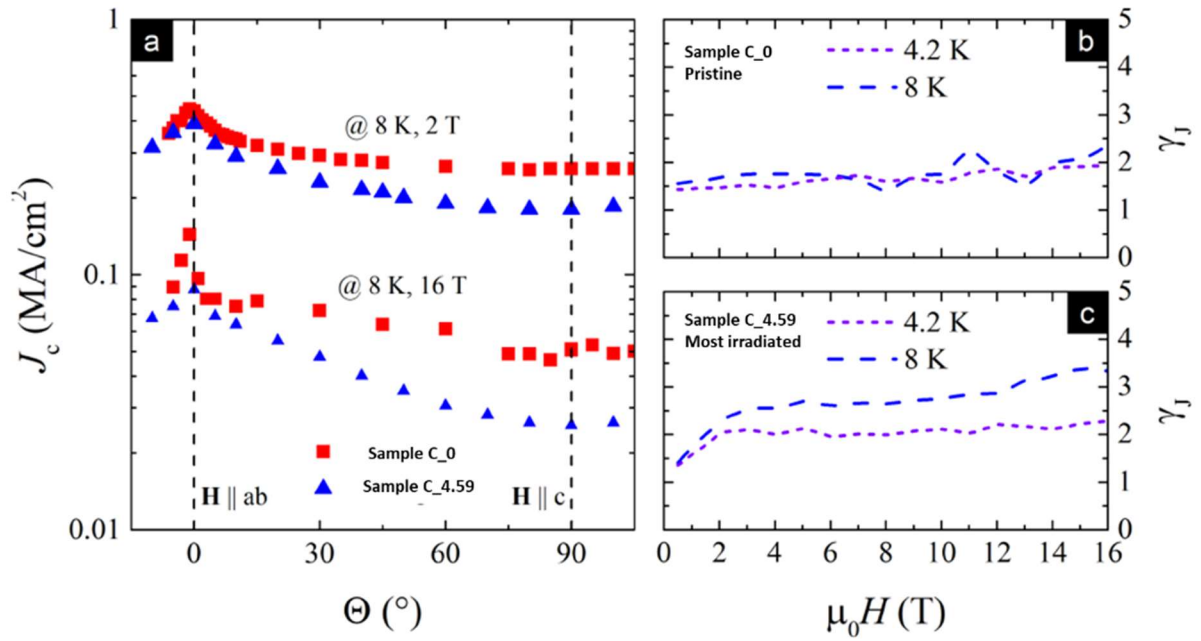 a
1
0.1
0.01
J_c (MA/cm²)
@ 8 K, 2 T
@ 8 K, 16 T
Sample C_0
Sample C_4.59
H || ab
H || c
0
30
60
90
Θ (°)
b
Sample C_0
Pristine
4.2 K
8 K
5
4
3
2
1
0
γ_J
c
Sample C_4.59
Most irradiated
4.2 K
8 K
5
4
3
2
1
0
γ_J
0
2
4
6
8
10
12
14
16
μ₀H (T)